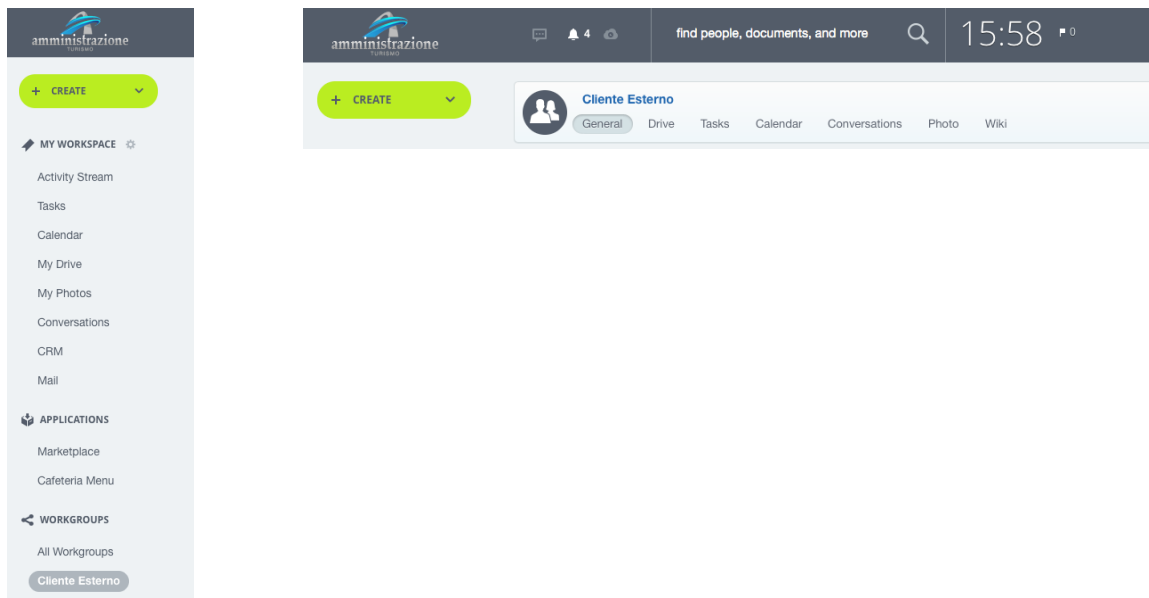 amministrazione
TURISMO
+ CREATE
MY WORKSPACE
Activity Stream
Tasks
Calendar
My Drive
My Photos
Conversations
CRM
Mail
APPLICATIONS
Marketplace
Cafeteria Menu
WORKGROUPS
All Workgroups
Cliente Esterno
amministrazione
TURISMO
4
find people, documents, and more
15:58
0
+ CREATE
Cliente Esterno
General Drive Tasks Calendar Conversations Photo Wiki